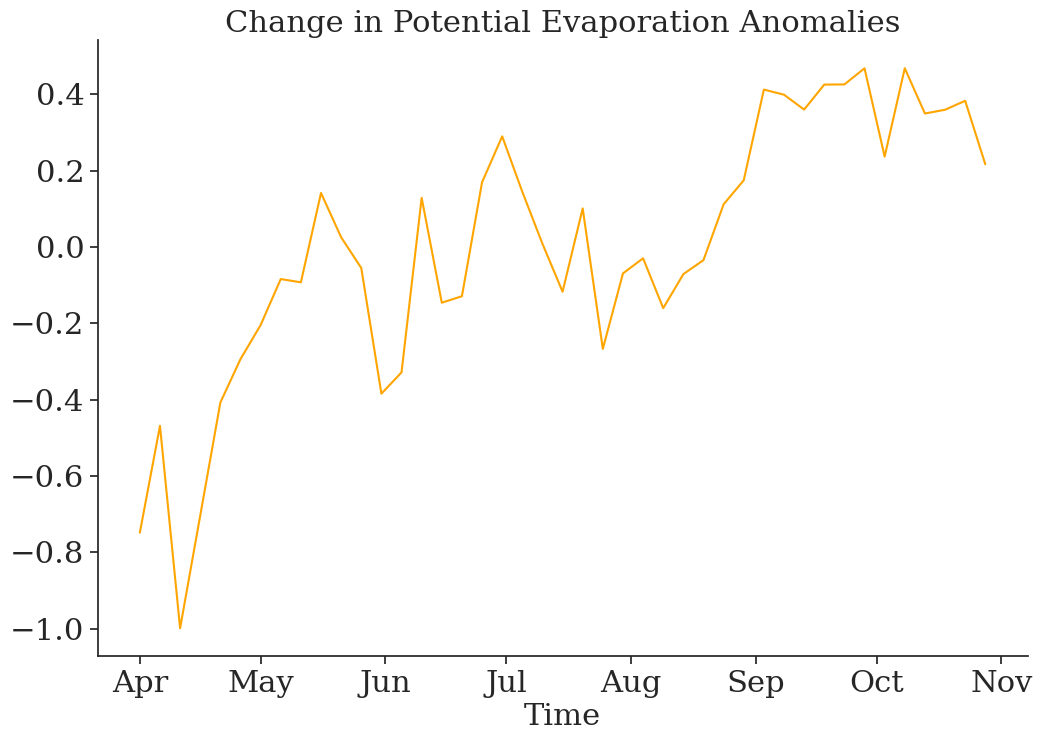 Change in Potential Evaporation Anomalies
0.4
0.2
0.0
−0.2
−0.4
−0.6
−0.8
−1.0
Apr May Jun Jul Aug Sep Oct Nov
Time